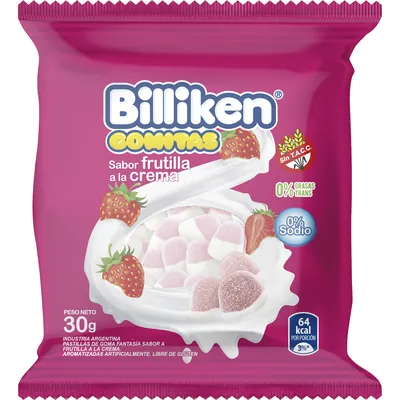 Billiken®
GOMITAS
Sabor frutilla
a la crema
Sin T.A.C.C.
0% GRASAS
TRANS
0%
Sodio
PESO NETO
30g
INDUSTRIA ARGENTINA
PASTILLAS DE GOMA FANTASÍA SABOR A
FRUTILLA A LA CREMA.
AROMATIZADAS ARTIFICIALMENTE. LIBRE DE GLUTEN
64
kcal
POR PORCIÓN
3%*